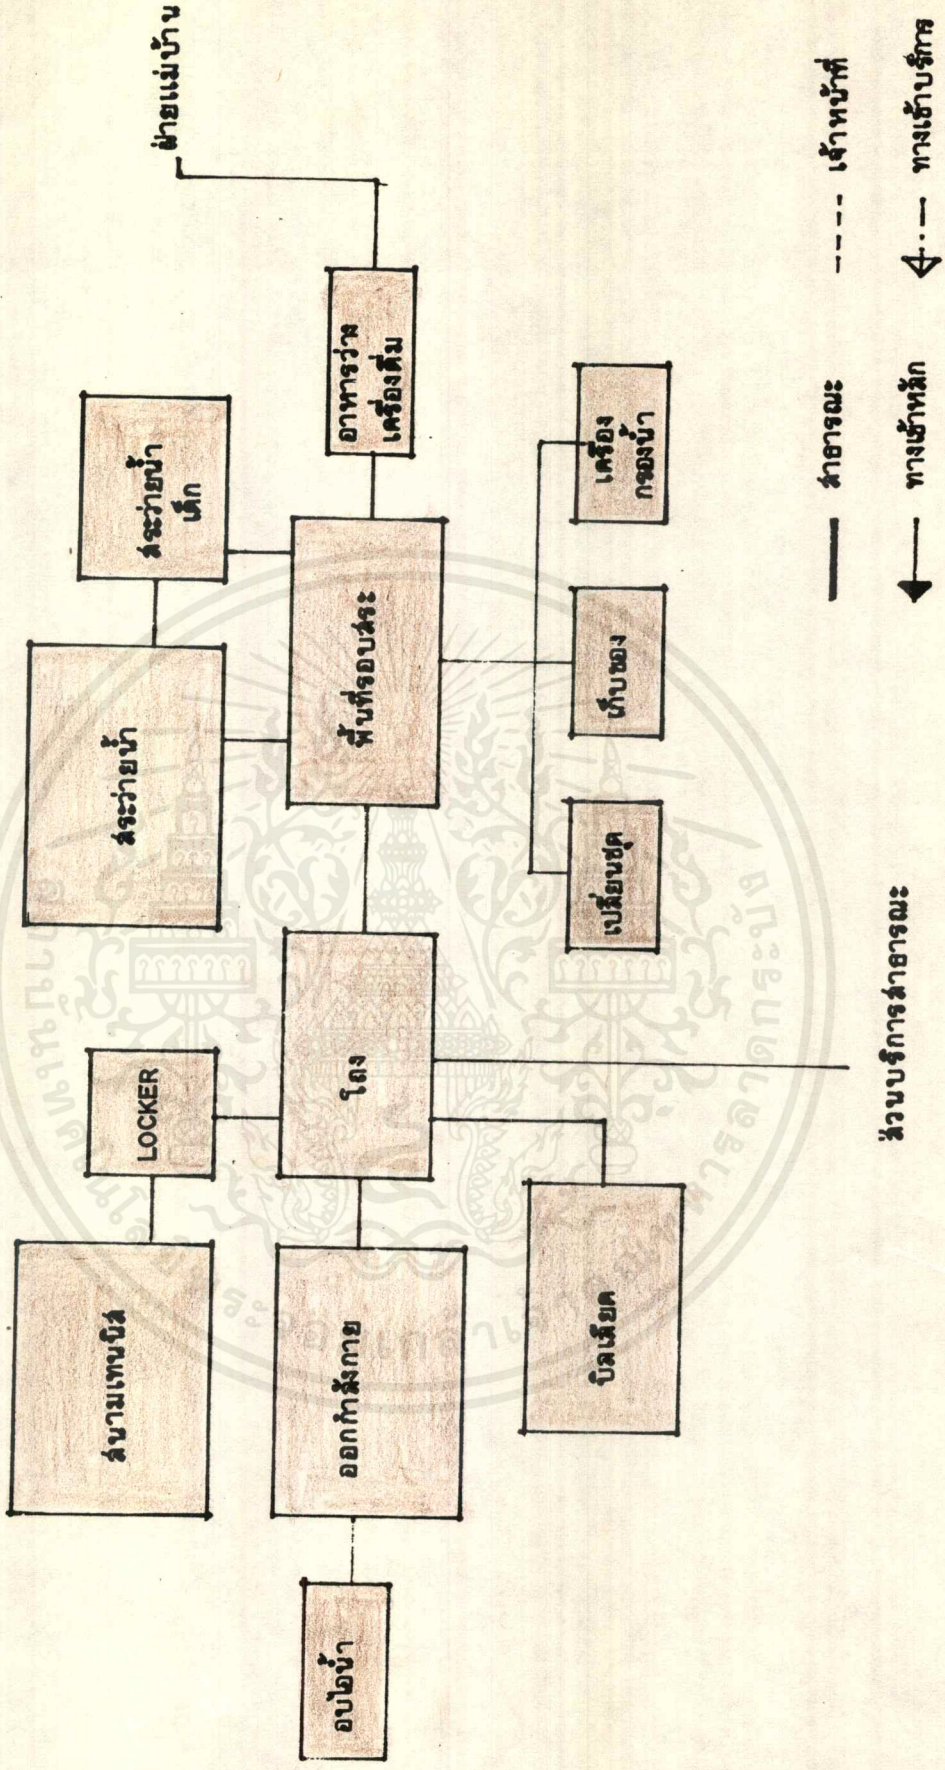 ฝ่ายแม่บ้าน
สระว่ายน้ำ
เด็ก
อาหารว่าง
เครื่องดื่ม
สระว่ายน้ำ
พื้นที่รอบสระ
เครื่อง
กรองน้ำ
เก็บของ
เปลี่ยนชุด
LOCKER
โถง
สนามเทนนิส
ออกกำลังกาย
บิลเลียด
อบไอน้ำ
ส่วนบริการสาธารณะ
สาธารณะ
เจ้าหน้าที่
ทางเข้าหลัก
ทางเข้าบริการ